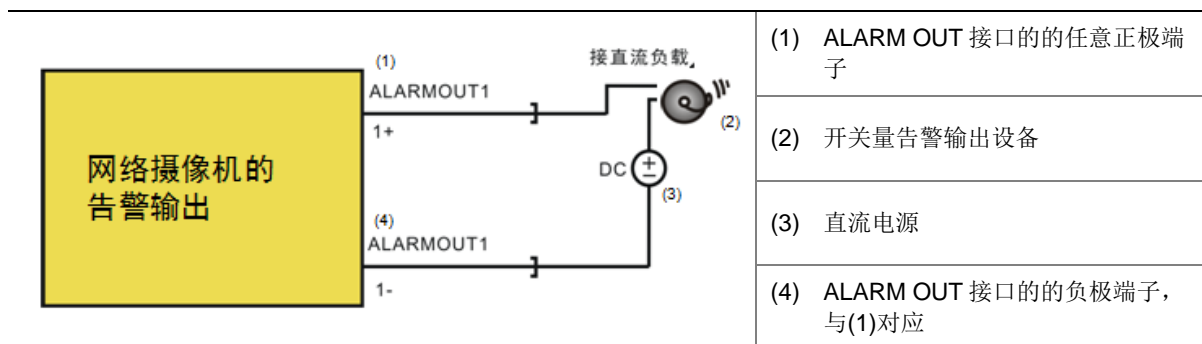 (1)
ALARMOUT1
1+
接直流负载
(2)
网络摄像机的
告警输出
DC
(3)
(4)
ALARMOUT1
1-
(1) ALARM OUT 接口的的任意正极端
子
(2) 开关量告警输出设备
(3) 直流电源
(4) ALARM OUT 接口的的负极端子，
与(1)对应